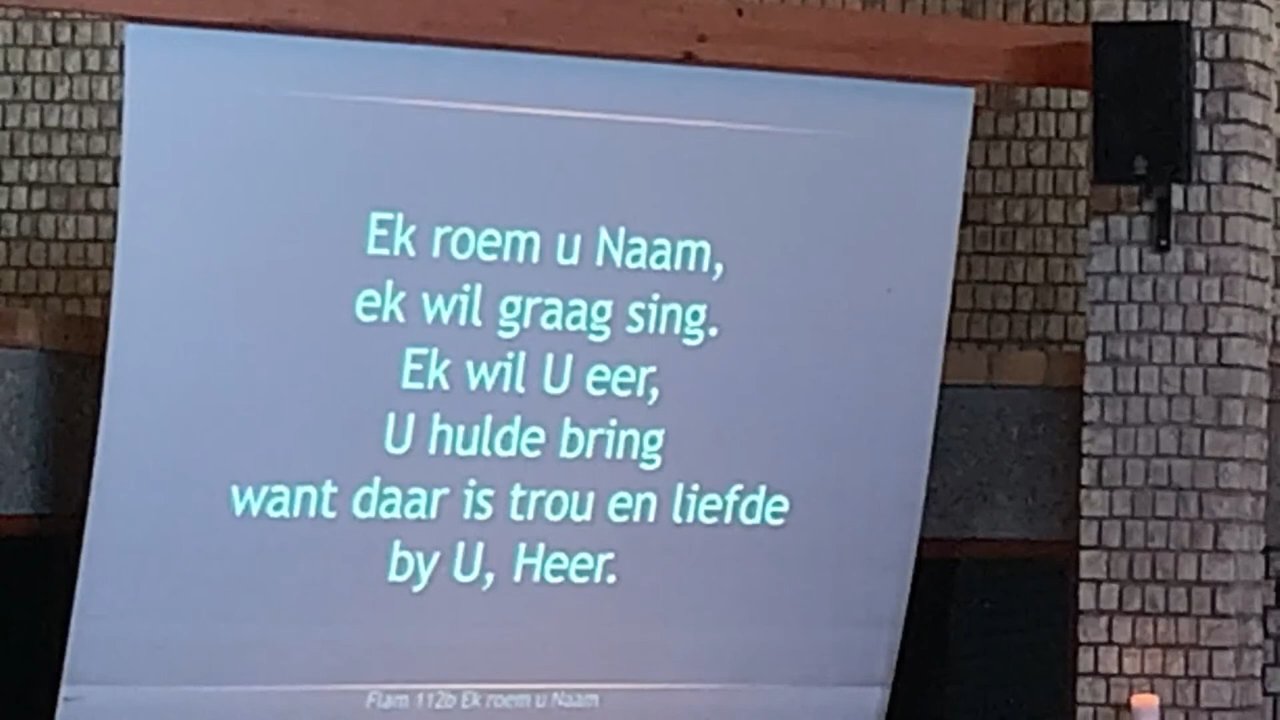 Ek roem u Naam,
ek wil graag sing.
Ek wil U eer,
U hulde bring
want daar is trou en liefde
by U, Heer.
Flam 112b Ek roem u Naam